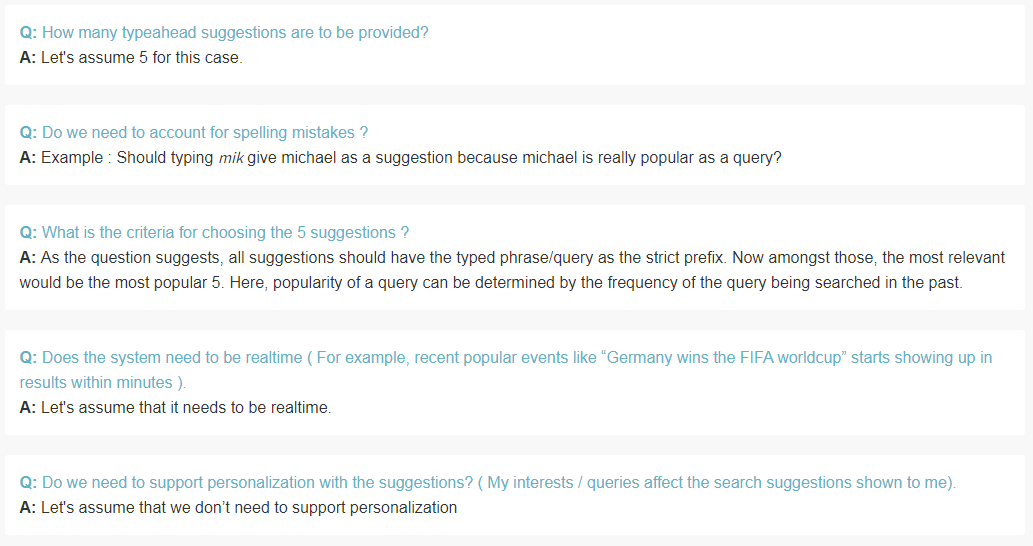 Q: How many typeahead suggestions are to be provided?
A: Let's assume 5 for this case.
Q: Do we need to account for spelling mistakes ?
A: Example : Should typing mik give michael as a suggestion because michael is really popular as a query?
Q: What is the criteria for choosing the 5 suggestions ?
A: As the question suggests, all suggestions should have the typed phrase/query as the strict prefix. Now amongst those, the most relevant
would be the most popular 5. Here, popularity of a query can be determined by the frequency of the query being searched in the past.
Q: Does the system need to be realtime ( For example, recent popular events like “Germany wins the FIFA worldcup” starts showing up in
results within minutes ).
A: Let's assume that it needs to be realtime.
Q: Do we need to support personalization with the suggestions? ( My interests / queries affect the search suggestions shown to me).
A: Let's assume that we don’t need to support personalization